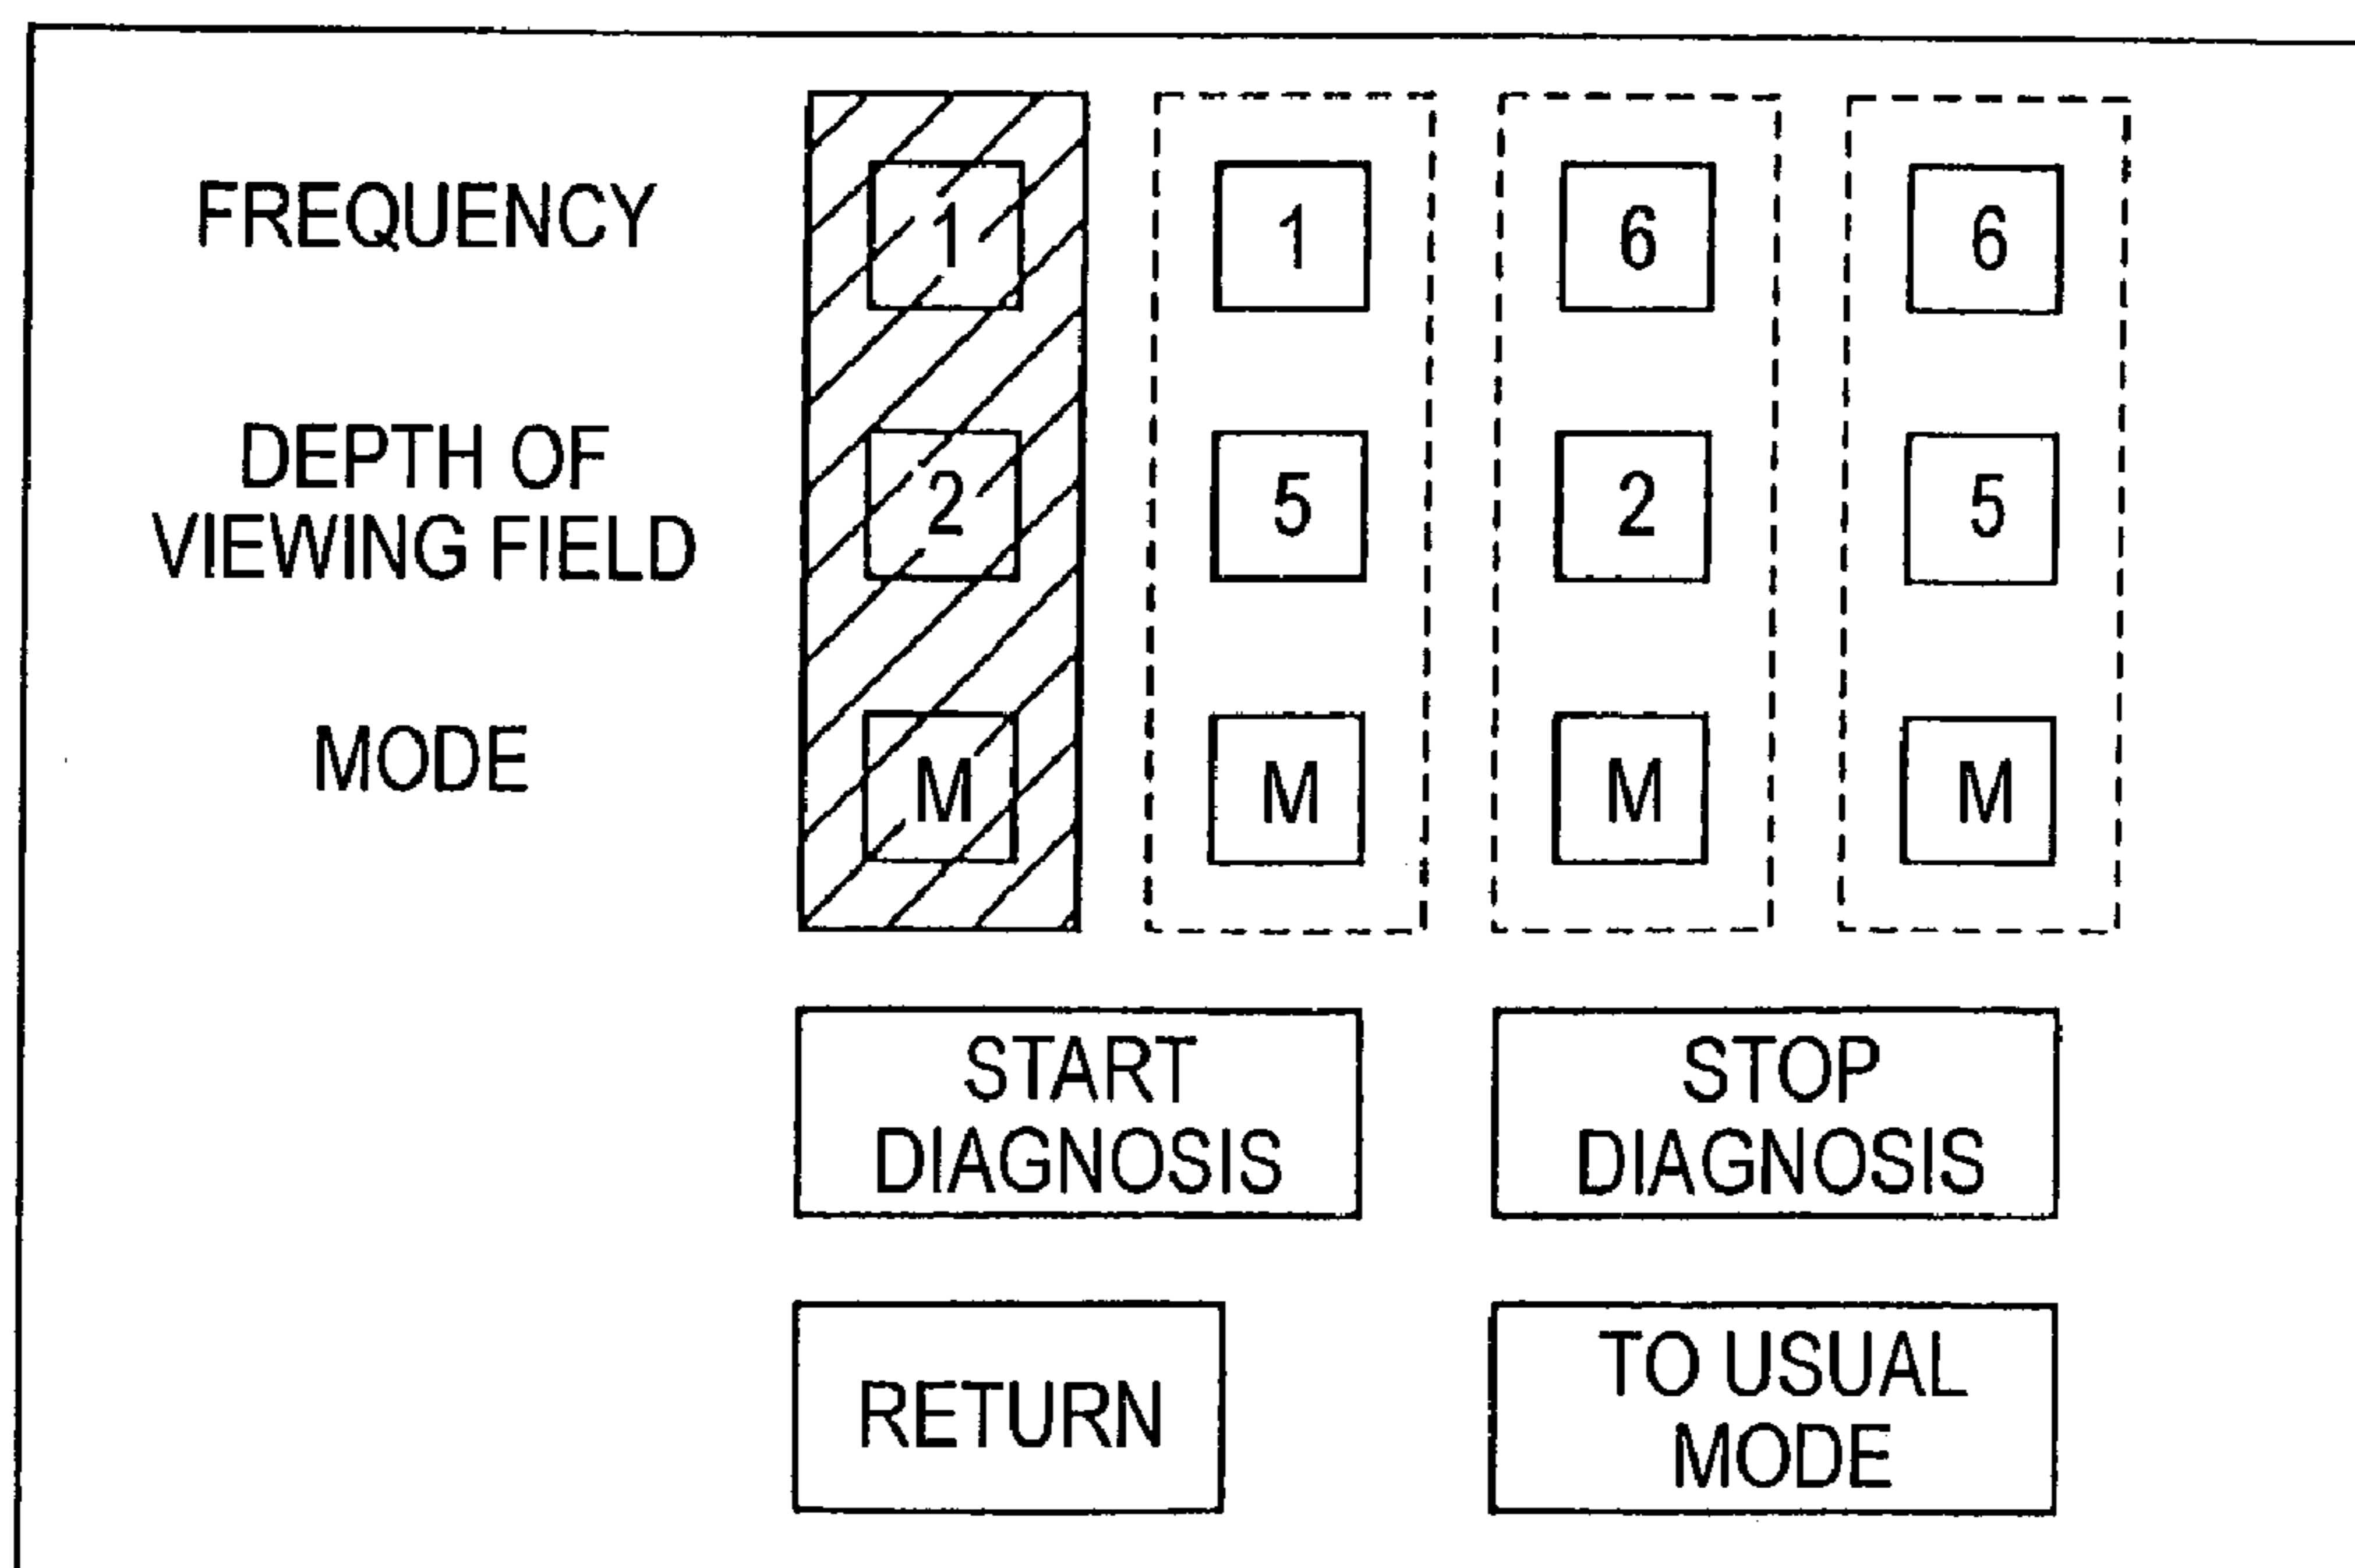 FREQUENCY 1 1 6 6
DEPTH OF
VIEWING FIELD 2 5 2 5
MODE M M M M
START
DIAGNOSIS
STOP
DIAGNOSIS
RETURN
TO USUAL
MODE